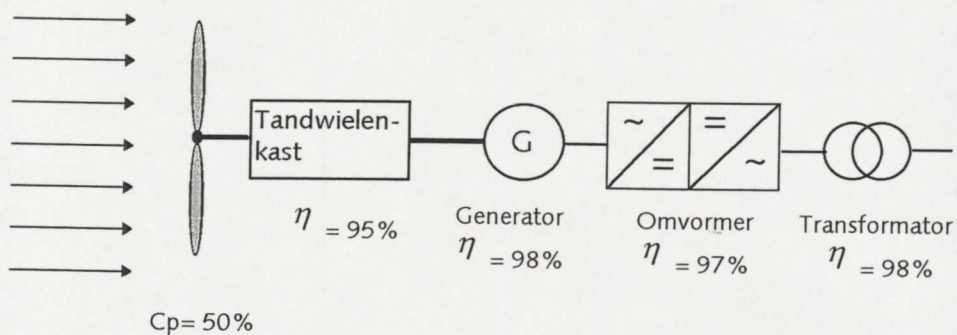 Tandwielen-
kast
η = 95%
G
Generator
η = 98%
~
=
=
~
Omvormer
η = 97%
Transformator
η = 98%
Cp= 50%